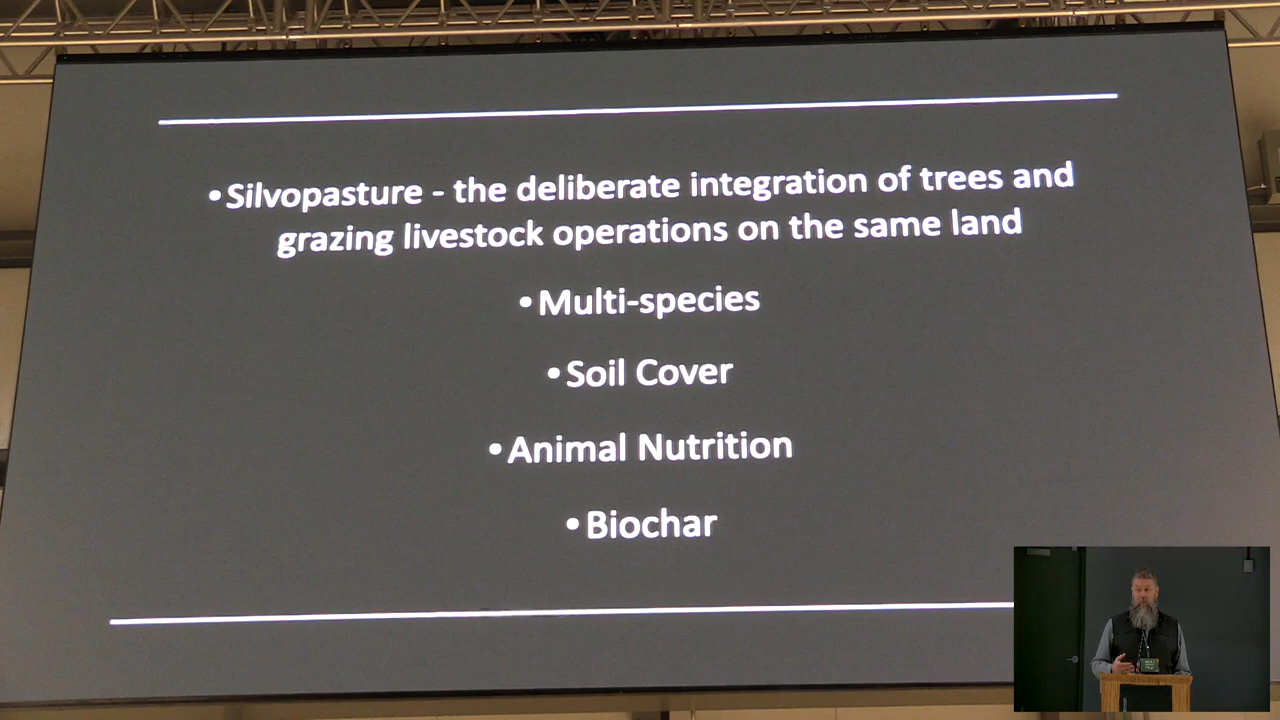 • Silvopasture - the deliberate integration of trees and
grazing livestock operations on the same land
• Multi-species
• Soil Cover
• Animal Nutrition
• Biochar